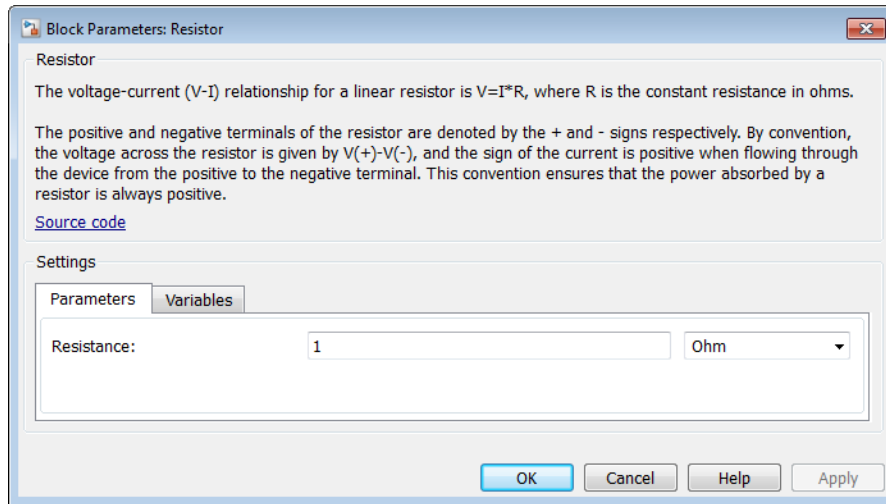 Block Parameters: Resistor
Resistor
The voltage-current (V-I) relationship for a linear resistor is V=I*R, where R is the constant resistance in ohms.
The positive and negative terminals of the resistor are denoted by the + and - signs respectively. By convention,
the voltage across the resistor is given by V(+)-V(-), and the sign of the current is positive when flowing through
the device from the positive to the negative terminal. This convention ensures that the power absorbed by a
resistor is always positive.
Source code
Settings
Parameters Variables
Resistance: 1 Ohm
OK Cancel Help Apply